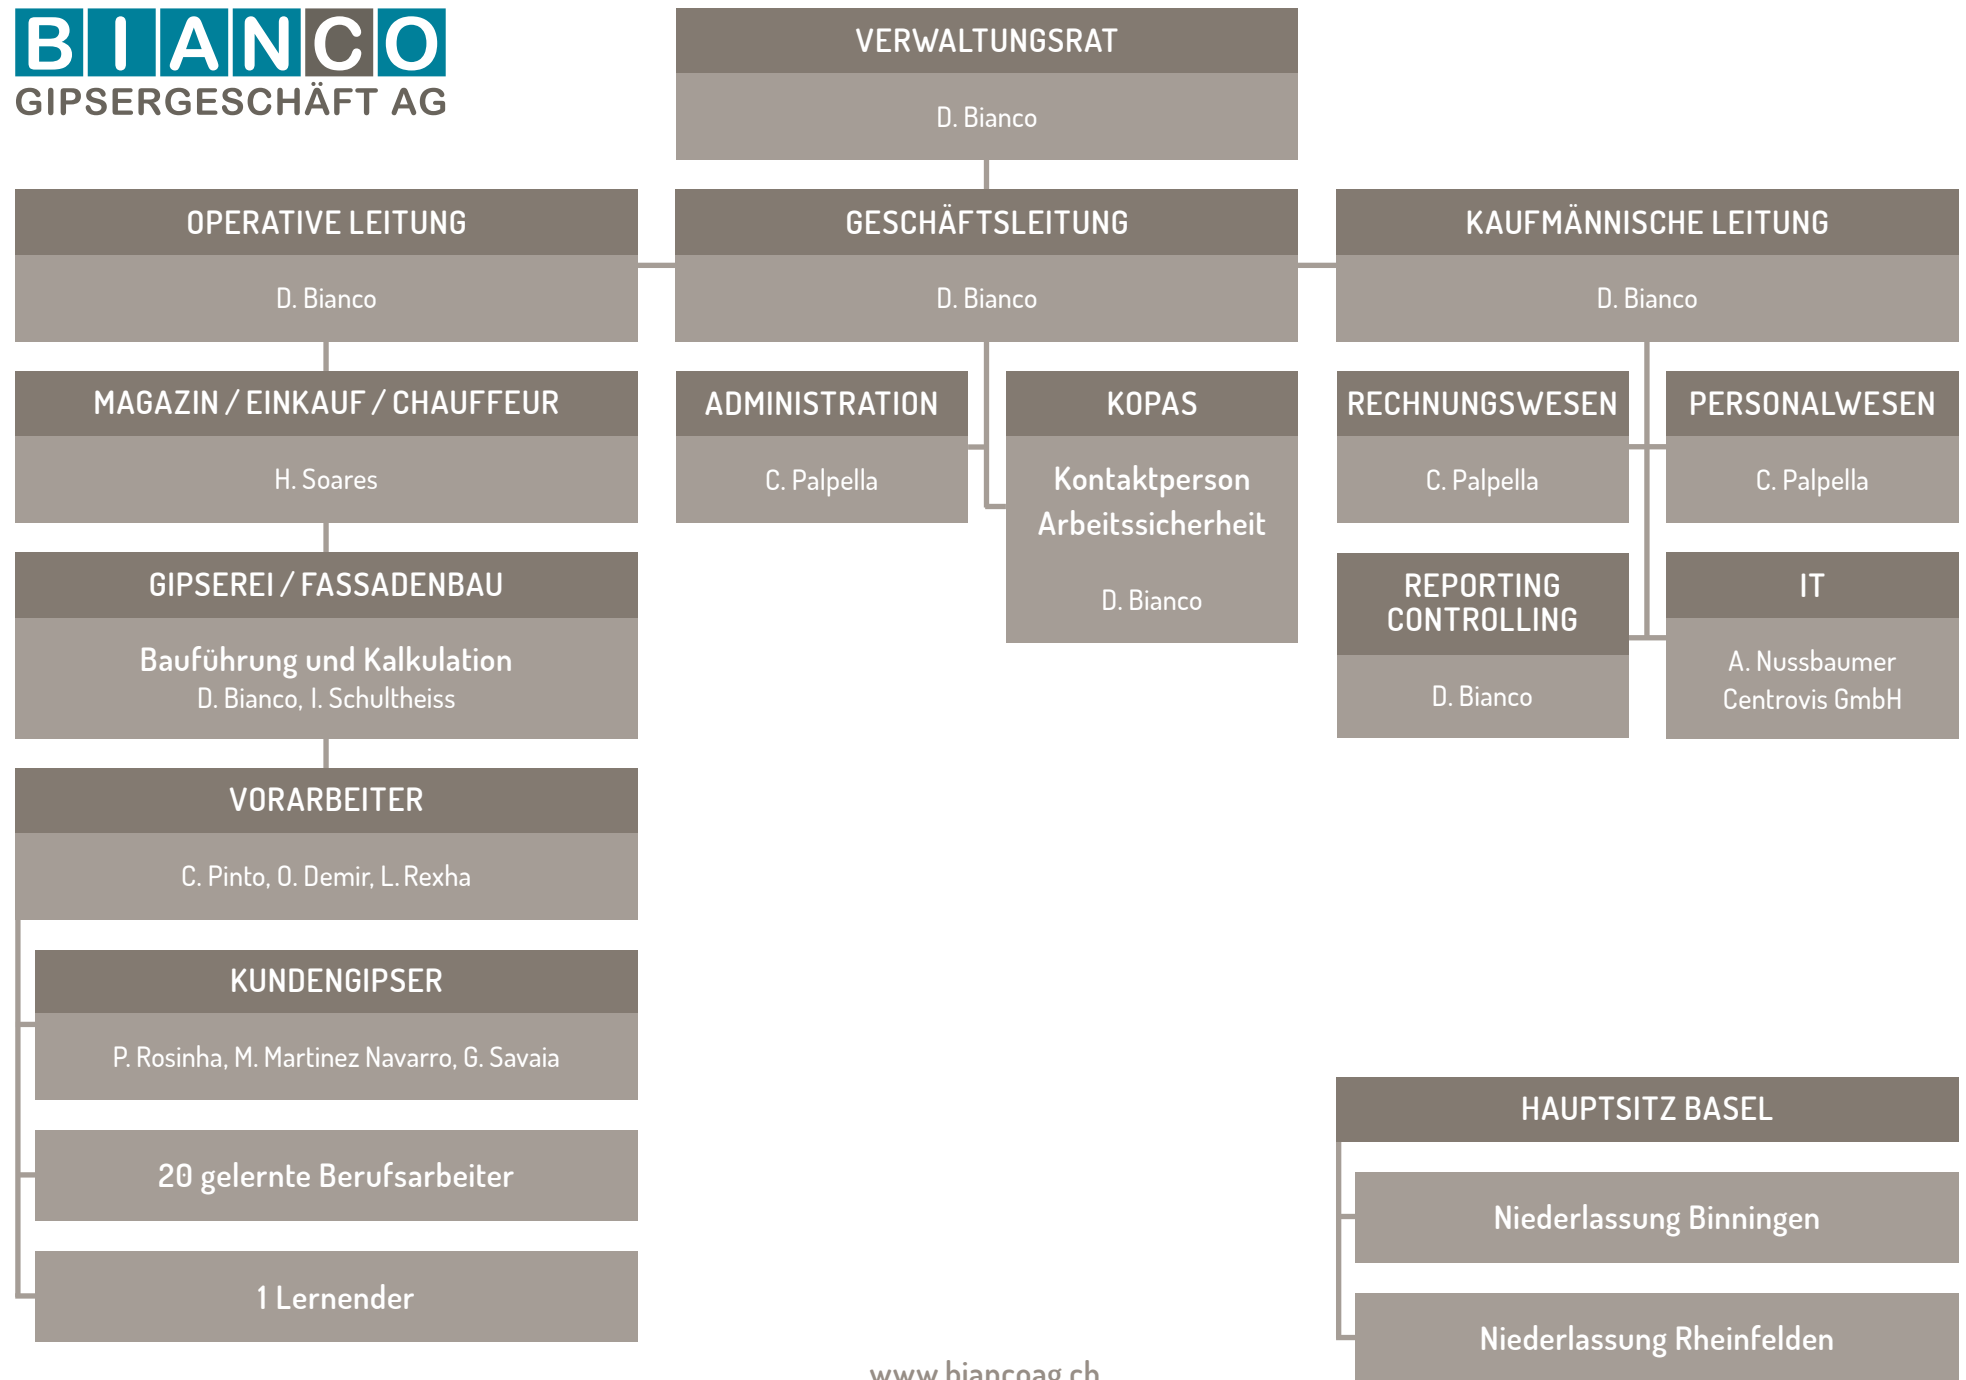 BIANCO
GIPSERGESCHÄFT AG
VERWALTUNGSRAT
D. Bianco
OPERATIVE LEITUNG
D. Bianco
GESCHÄFTSLEITUNG
D. Bianco
KAUFMÄNNISCHE LEITUNG
D. Bianco
MAGAZIN / EINKAUF / CHAUFFEUR
H. Soares
ADMINISTRATION
C. Palpella
KOPAS
Kontaktperson
Arbeitssicherheit
D. Bianco
RECHNUNGSWESEN
C. Palpella
PERSONALWESEN
C. Palpella
GIPSEREI / FASSADENBAU
Bauführung und Kalkulation
D. Bianco, I. Schultheiss
REPORTING
CONTROLLING
D. Bianco
IT
A. Nussbaumer
Centrovis GmbH
VORARBEITER
C. Pinto, O. Demir, L. Rexha
KUNDENGIPSER
P. Rosinha, M. Martinez Navarro, G. Savaia
20 gelernte Berufsarbeiter
1 Lernender
HAUPTSITZ BASEL
Niederlassung Binningen
Niederlassung Rheinfelden
www.biancoag.ch